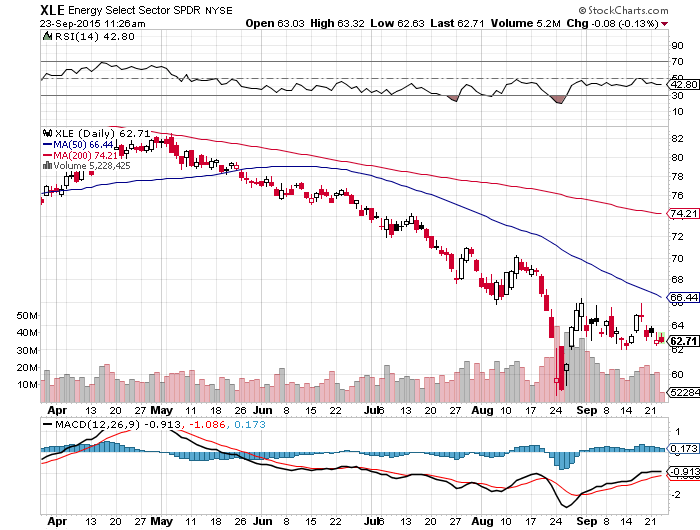 XLE Energy Select Sector SPDR NYSE © StockCharts.com
23-Sep-2015 11:26am Open 63.03 High 63.32 Low 62.63 Last 62.71 Volume 5.2M Chg -0.08 (-0.13%)
RSI(14) 42.80
90
70
50
42.80
30
10
XLE (Daily) 62.71
MA(50) 66.44
MA(200) 74.21
Volume 5,228,425
82
80
78
76
74.21
72
70
68
66.44
64
62.71
60
52284
50M
40M
30M
20M
10M
Apr 13 20 27 May 11 18 26 Jun 8 15 22 Jul 6 13 20 27 Aug 10 17 24 Sep 8 14 21
MACD(12,26,9) -0.913, -1.086, 0.173
1
0.173
-0.913
-2
Apr 13 20 27 May 11 18 26 Jun 8 15 22 Jul 6 13 20 27 Aug 10 17 24 Sep 8 14 21